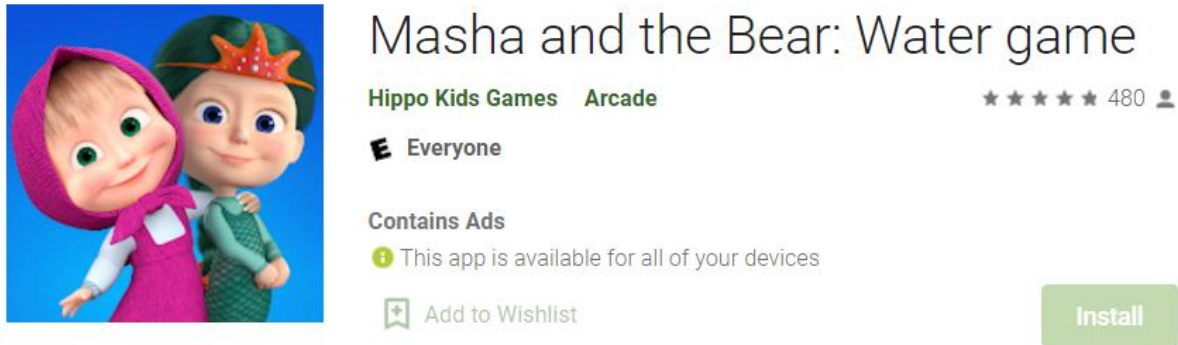 Masha and the Bear: Water game
Hippo Kids Games Arcade
480
E Everyone
Contains Ads
This app is available for all of your devices
Add to Wishlist
Install